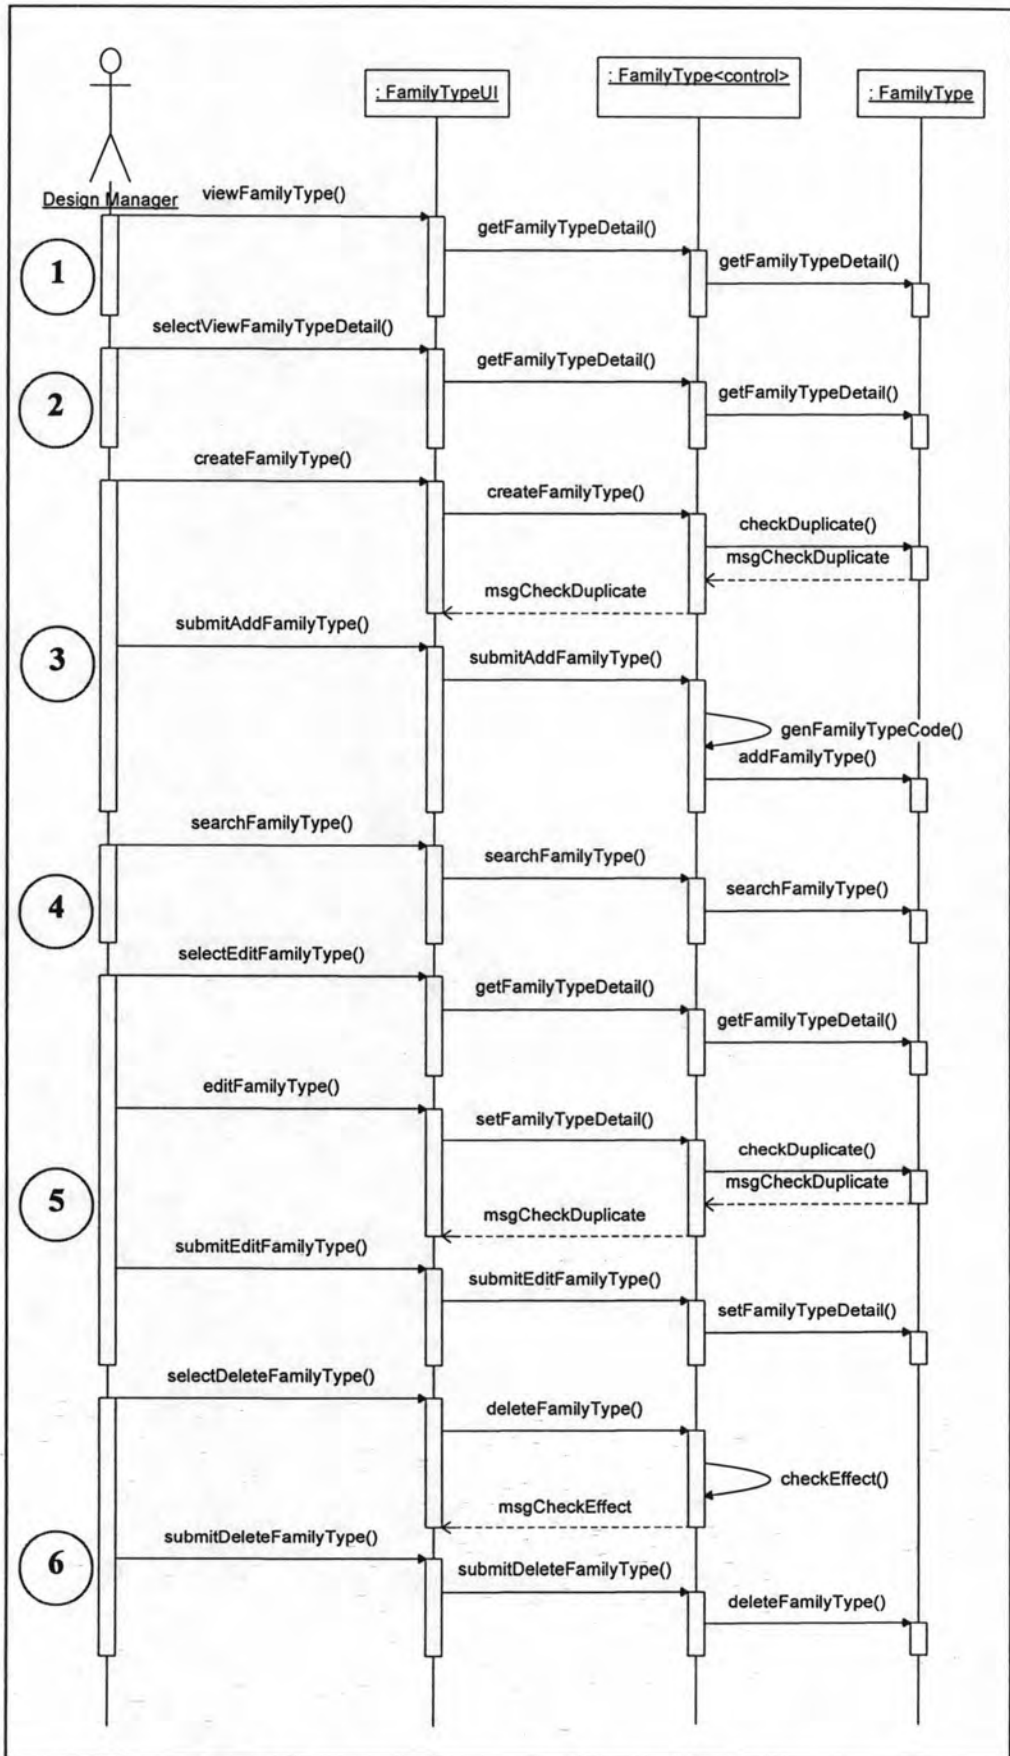 : FamilyTypeUI
: FamilyType<control>
: FamilyType
Design Manager
viewFamilyType()
getFamilyTypeDetail()
getFamilyTypeDetail()
1
selectViewFamilyTypeDetail()
getFamilyTypeDetail()
getFamilyTypeDetail()
2
createFamilyType()
createFamilyType()
checkDuplicate()
msgCheckDuplicate
msgCheckDuplicate
submitAddFamilyType()
3
submitAddFamilyType()
genFamilyTypeCode()
addFamilyType()
searchFamilyType()
searchFamilyType()
searchFamilyType()
4
selectEditFamilyType()
getFamilyTypeDetail()
getFamilyTypeDetail()
editFamilyType()
setFamilyTypeDetail()
checkDuplicate()
msgCheckDuplicate
5
msgCheckDuplicate
submitEditFamilyType()
submitEditFamilyType()
setFamilyTypeDetail()
selectDeleteFamilyType()
deleteFamilyType()
checkEffect()
msgCheckEffect
submitDeleteFamilyType()
6
submitDeleteFamilyType()
deleteFamilyType()